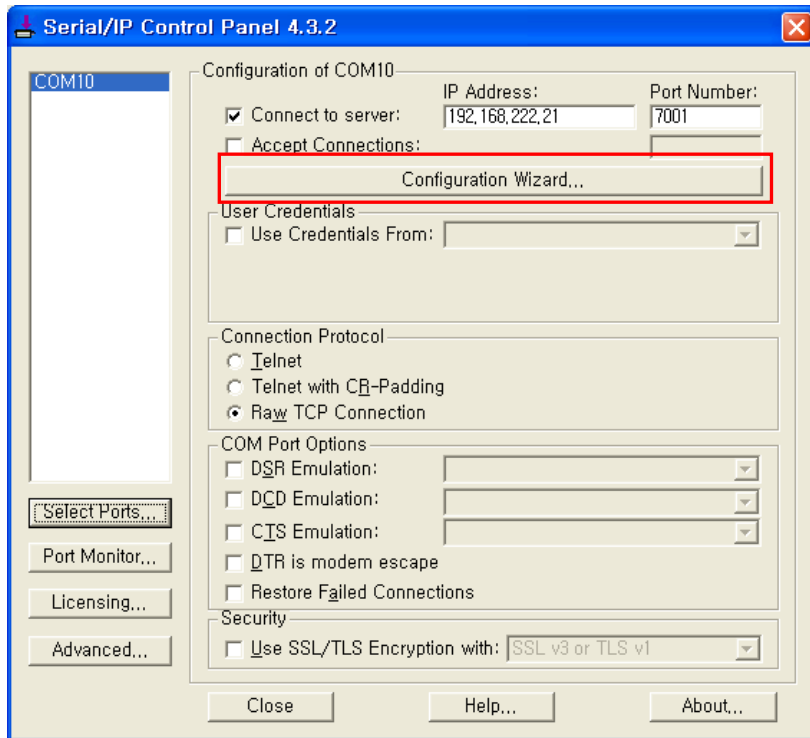 Serial/IP Control Panel 4.3.2
COM10
Configuration of COM10
IP Address: Port Number:
Connect to server: 192,168,222,21 7001
Accept Connections:
Configuration Wizard,,,
User Credentials
Use Credentials From:
Connection Protocol
Telnet
Telnet with CR-Padding
Raw TCP Connection
COM Port Options
DSR Emulation:
DCD Emulation:
CTS Emulation:
DTR is modem escape
Restore Failed Connections
Security
Use SSL/TLS Encryption with: SSL v3 or TLS v1
Select Ports,,,
Port Monitor,,,
Licensing,,,
Advanced,,,
Close Help,,, About,,,